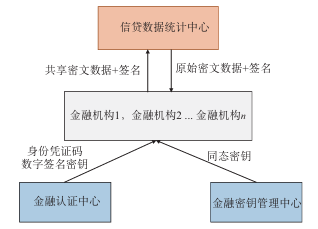 信贷数据统计中心
共享密文数据+签名
原始密文数据+签名
金融机构1，金融机构2 ... 金融机构n
身份凭证码
数字签名密钥
同态密钥
金融认证中心
金融密钥管理中心